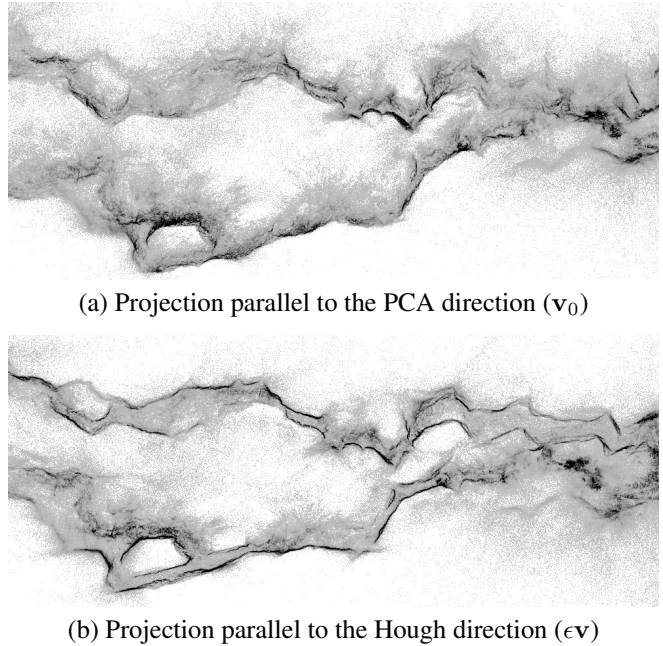 (a) Projection parallel to the PCA direction (v₀)
(b) Projection parallel to the Hough direction (ϵv)